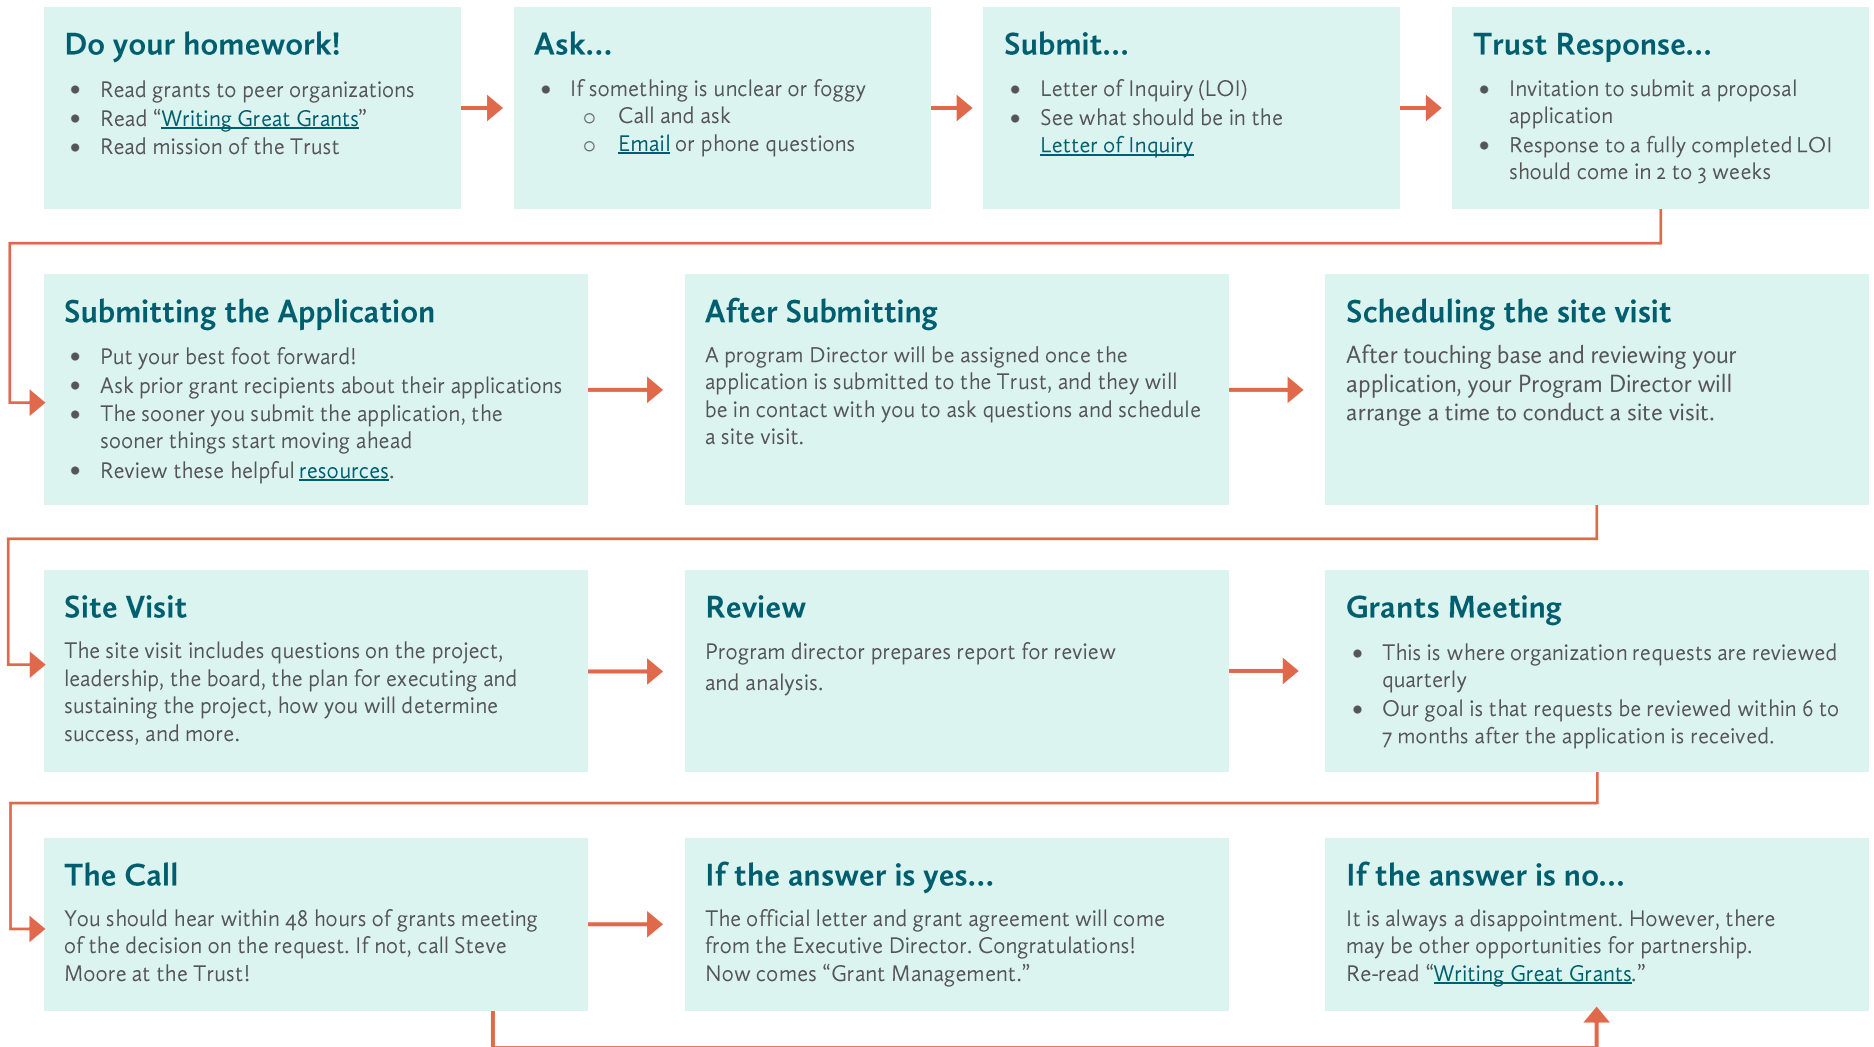 Do your homework!
• Read grants to peer organizations
• Read “Writing Great Grants”
• Read mission of the Trust
Ask...
• If something is unclear or foggy
○ Call and ask
○ Email or phone questions
Submit...
• Letter of Inquiry (LOI)
• See what should be in the
Letter of Inquiry
Trust Response...
• Invitation to submit a proposal
application
• Response to a fully completed LOI
should come in 2 to 3 weeks
Submitting the Application
• Put your best foot forward!
• Ask prior grant recipients about their applications
• The sooner you submit the application, the
sooner things start moving ahead
• Review these helpful resources.
After Submitting
A program Director will be assigned once the
application is submitted to the Trust, and they will
be in contact with you to ask questions and schedule
a site visit.
Scheduling the site visit
After touching base and reviewing your
application, your Program Director will
arrange a time to conduct a site visit.
Site Visit
The site visit includes questions on the project,
leadership, the board, the plan for executing and
sustaining the project, how you will determine
success, and more.
Review
Program director prepares report for review
and analysis.
Grants Meeting
• This is where organization requests are reviewed
quarterly
• Our goal is that requests be reviewed within 6 to
7 months after the application is received.
The Call
You should hear within 48 hours of grants meeting
of the decision on the request. If not, call Steve
Moore at the Trust!
If the answer is yes...
The official letter and grant agreement will come
from the Executive Director. Congratulations!
Now comes “Grant Management.”
If the answer is no...
It is always a disappointment. However, there
may be other opportunities for partnership.
Re-read “Writing Great Grants.”